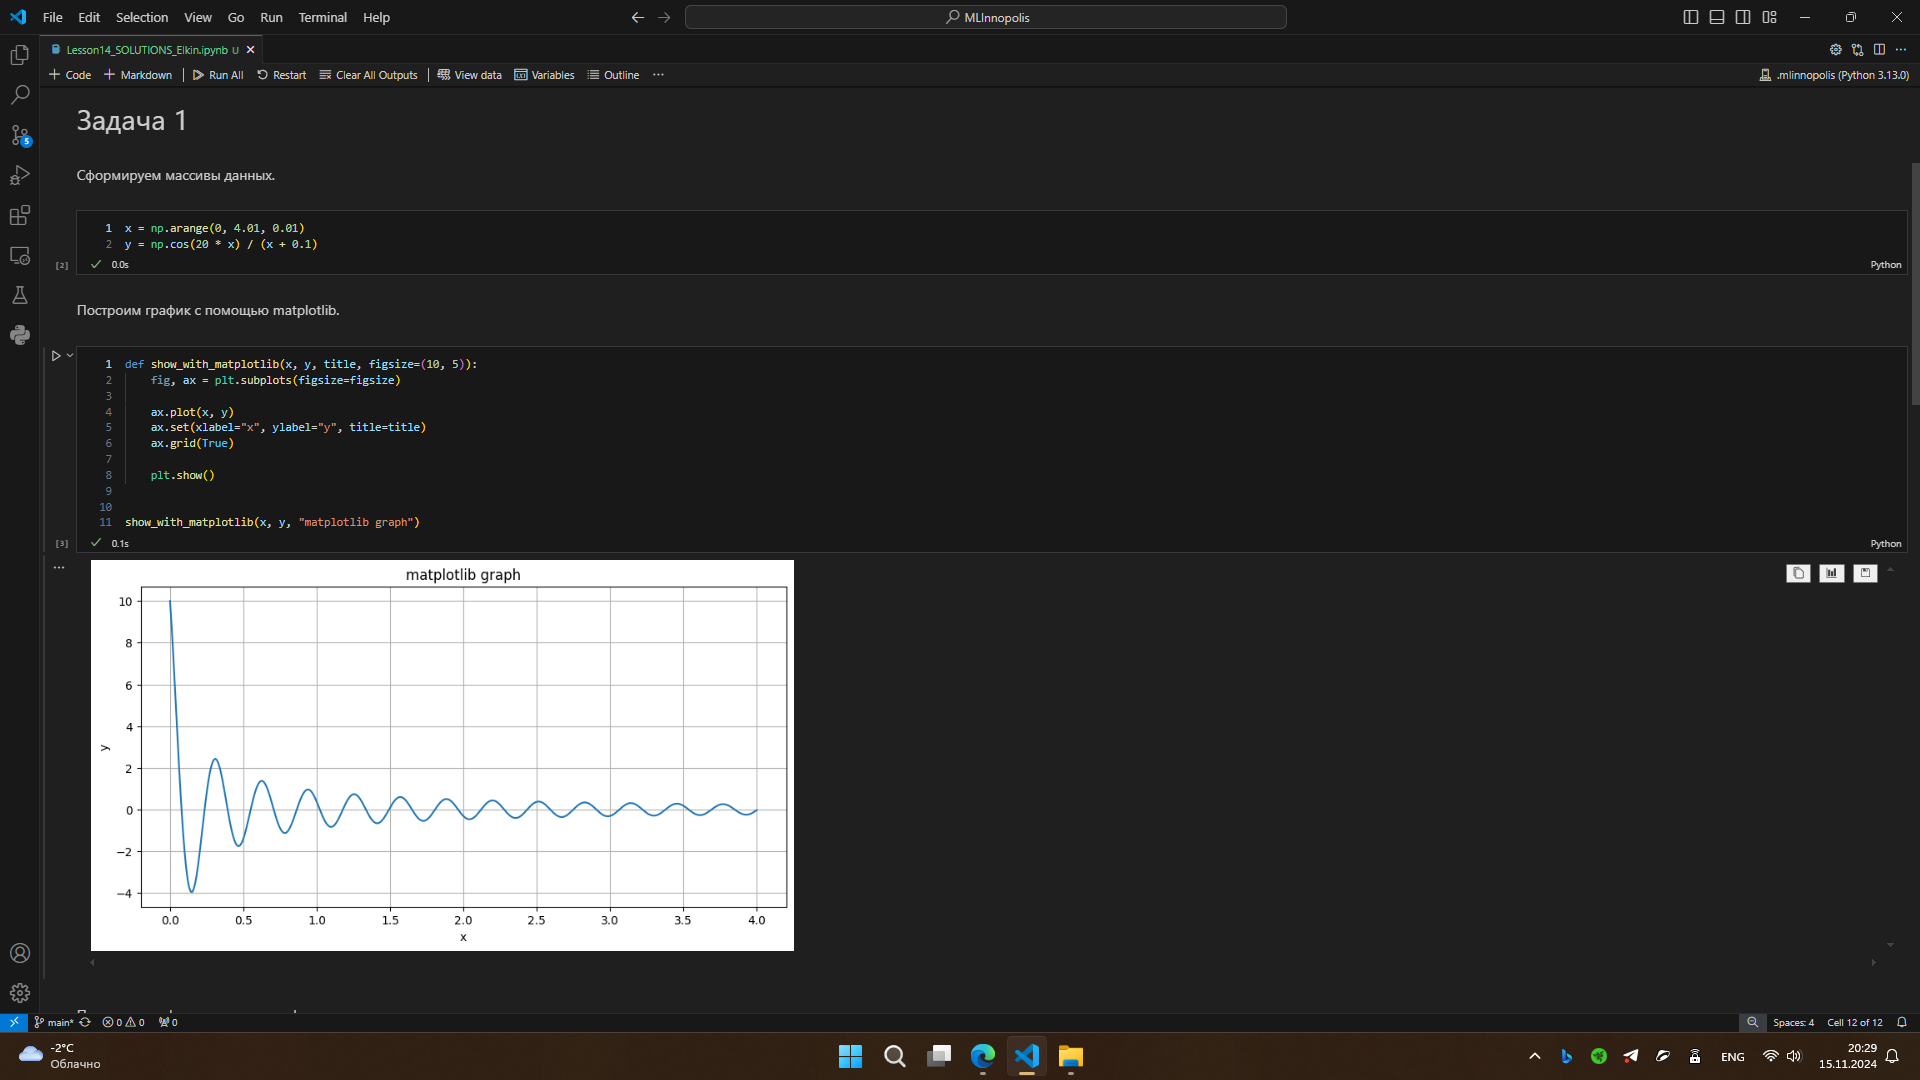 File Edit Selection View Go Run Terminal Help
MLInnopolis
Lesson14_SOLUTIONS_Elkin.ipynb U
Code Markdown Run All Restart Clear All Outputs View data Variables Outline ...
.mlinnopolis (Python 3.13.0)
Задача 1
Сформируем массивы данных.
1 x = np.arange(0, 4.01, 0.01)
2 y = np.cos(20 * x) / (x + 0.1)
[2] 0.0s Python
Построим график с помощью matplotlib.
1 def show_with_matplotlib(x, y, title, figsize=(10, 5)):
2 fig, ax = plt.subplots(figsize=figsize)
3
4 ax.plot(x, y)
5 ax.set(xlabel="x", ylabel="y", title=title)
6 ax.grid(True)
7
8 plt.show()
9
10
11 show_with_matplotlib(x, y, "matplotlib graph")
[3] 0.1s Python
...
matplotlib graph
10
8
6
4
2
0
−2
−4
y
0.0 0.5 1.0 1.5 2.0 2.5 3.0 3.5 4.0
x
5
main* 0 0 0
Spaces: 4 Cell 12 of 12
-2°C
Облачно
ENG
20:29
15.11.2024